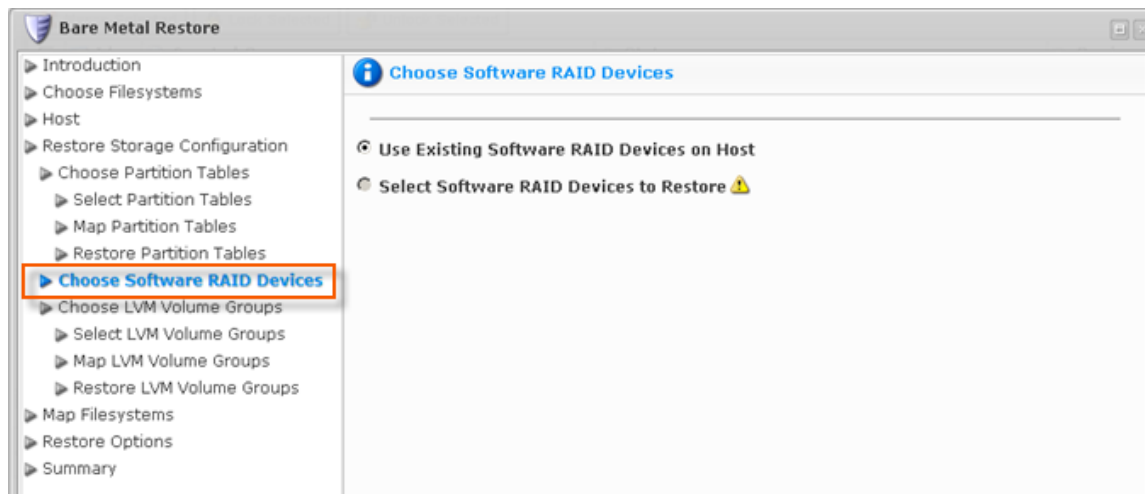 Bare Metal Restore
Introduction
Choose Filesystems
Host
Restore Storage Configuration
Choose Partition Tables
Select Partition Tables
Map Partition Tables
Restore Partition Tables
Choose Software RAID Devices
Choose LVM Volume Groups
Select LVM Volume Groups
Map LVM Volume Groups
Restore LVM Volume Groups
Map Filesystems
Restore Options
Summary
Choose Software RAID Devices
Use Existing Software RAID Devices on Host
Select Software RAID Devices to Restore